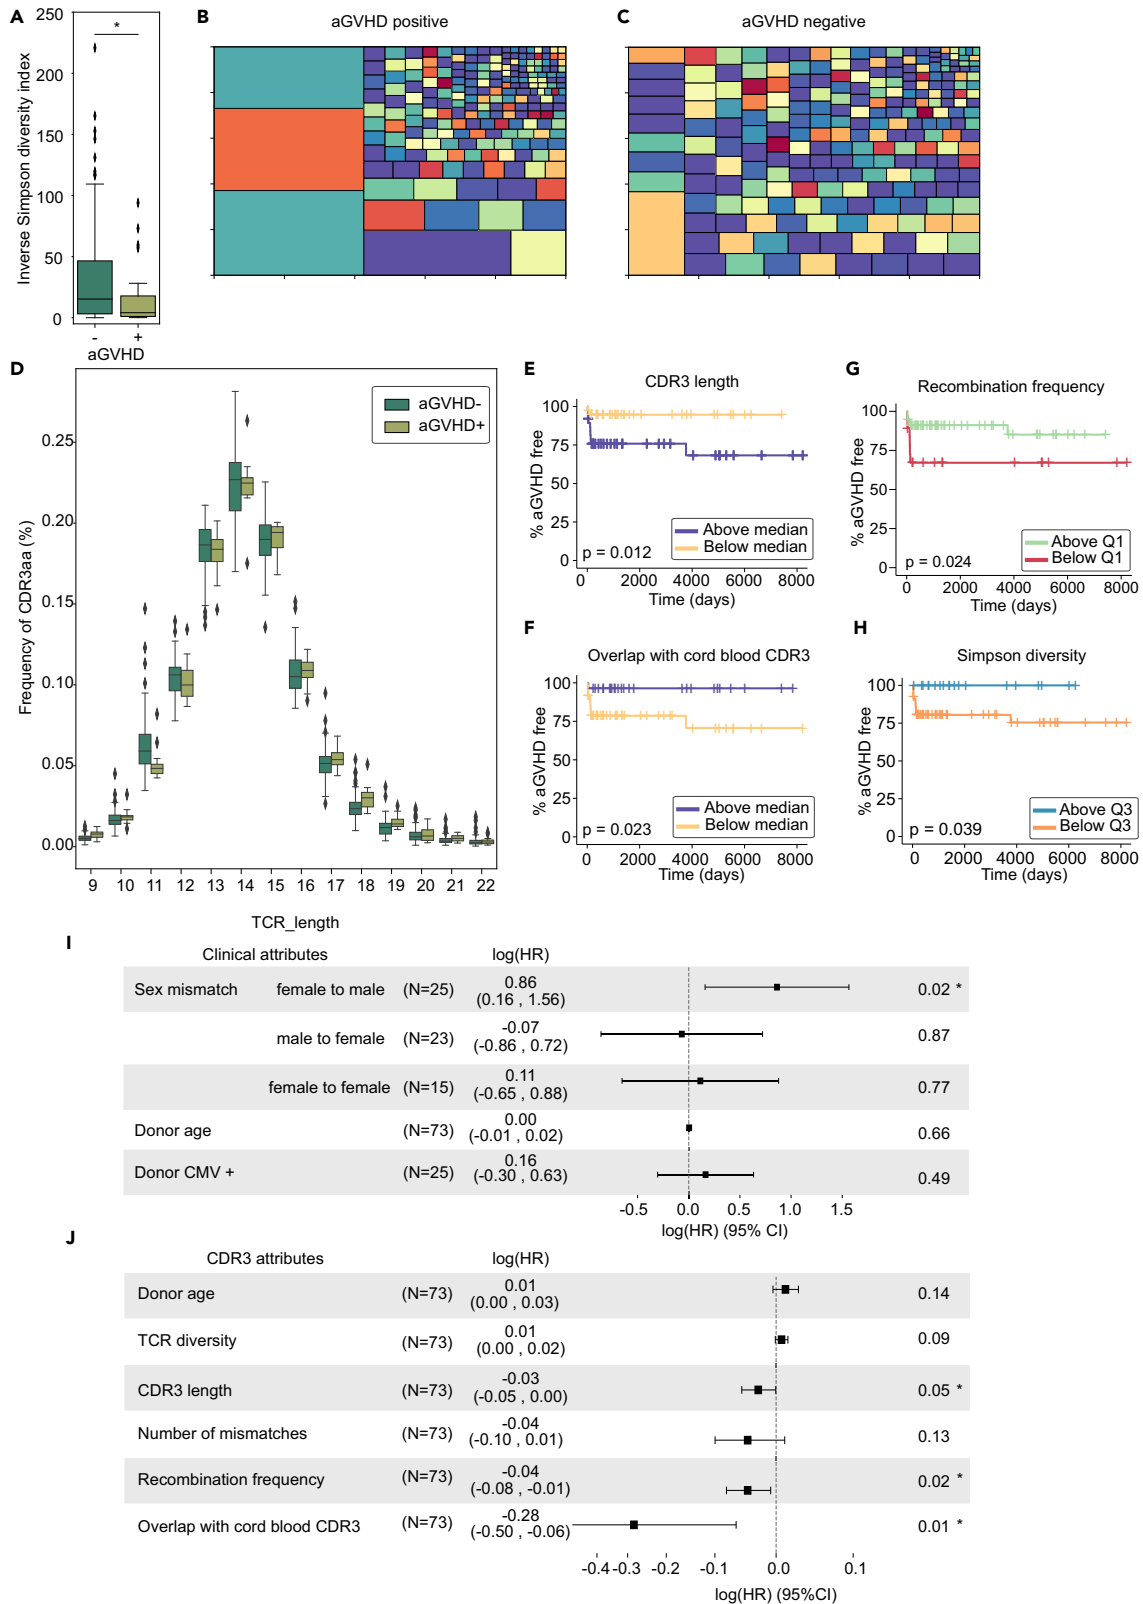 A
Inverse Simpson diversity index
250
200
150
100
50
0
*
-
+
aGVHD
B
aGVHD positive
C
aGVHD negative
D
Frequency of CDR3aa (%)
0.25
0.20
0.15
0.10
0.05
0.00
aGVHD-
aGVHD+
9 10 11 12 13 14 15 16 17 18 19 20 21 22
TCR_length
E
CDR3 length
% aGVHD free
100
75
50
25
0
Above median
Below median
p = 0.012
0 2000 4000 6000 8000
Time (days)
G
Recombination frequency
% aGVHD free
100
75
50
25
0
Above Q1
Below Q1
p = 0.024
0 2000 4000 6000 8000
Time (days)
F
Overlap with cord blood CDR3
% aGVHD free
100
75
50
25
0
Above median
Below median
p = 0.023
0 2000 4000 6000 8000
Time (days)
H
Simpson diversity
% aGVHD free
100
75
50
25
0
Above Q3
Below Q3
p = 0.039
0 2000 4000 6000 8000
Time (days)
I
Clinical attributes log(HR)
Sex mismatch female to male (N=25) 0.86 (0.16 , 1.56) 0.02 *
male to female (N=23) -0.07 (-0.86 , 0.72) 0.87
female to female (N=15) 0.11 (-0.65 , 0.88) 0.77
Donor age (N=73) 0.00 (-0.01 , 0.02) 0.66
Donor CMV + (N=25) 0.16 (-0.30 , 0.63) 0.49
-0.5 0.0 0.5 1.0 1.5
log(HR) (95% CI)
J
CDR3 attributes log(HR)
Donor age (N=73) 0.01 (0.00 , 0.03) 0.14
TCR diversity (N=73) 0.01 (0.00 , 0.02) 0.09
CDR3 length (N=73) -0.03 (-0.05 , 0.00) 0.05 *
Number of mismatches (N=73) -0.04 (-0.10 , 0.01) 0.13
Recombination frequency (N=73) -0.04 (-0.08 , -0.01) 0.02 *
Overlap with cord blood CDR3 (N=73) -0.28 (-0.50 , -0.06) 0.01 *
-0.4 -0.3 -0.2 -0.1 0.0 0.1
log(HR) (95%CI)